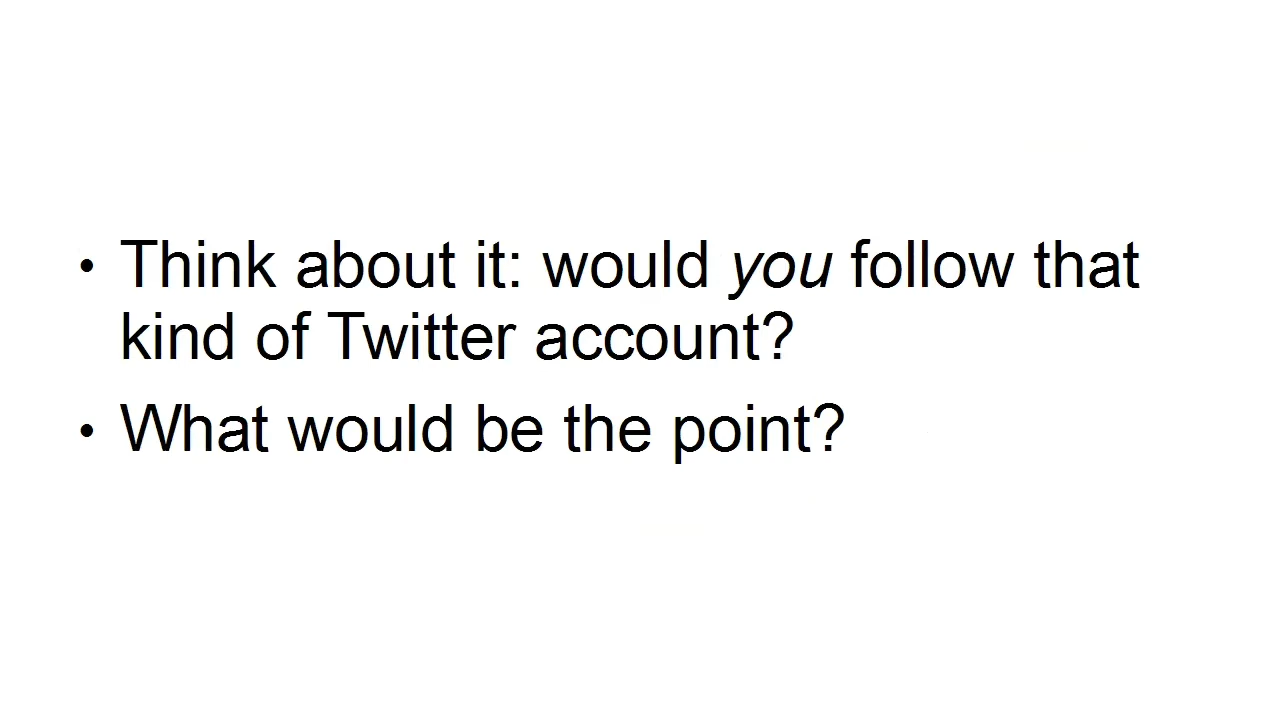 • Think about it: would you follow that
kind of Twitter account?
• What would be the point?